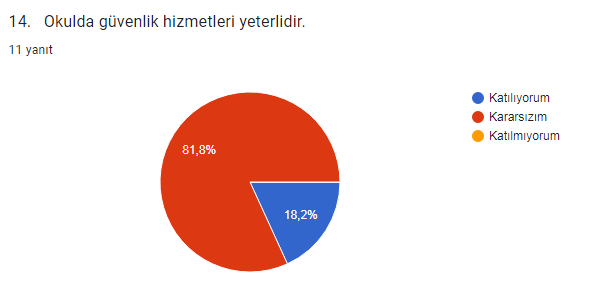 14. Okulda güvenlik hizmetleri yeterlidir.
11 yanıt
Katılıyorum
Kararsızım
Katılmıyorum
81,8%
18,2%